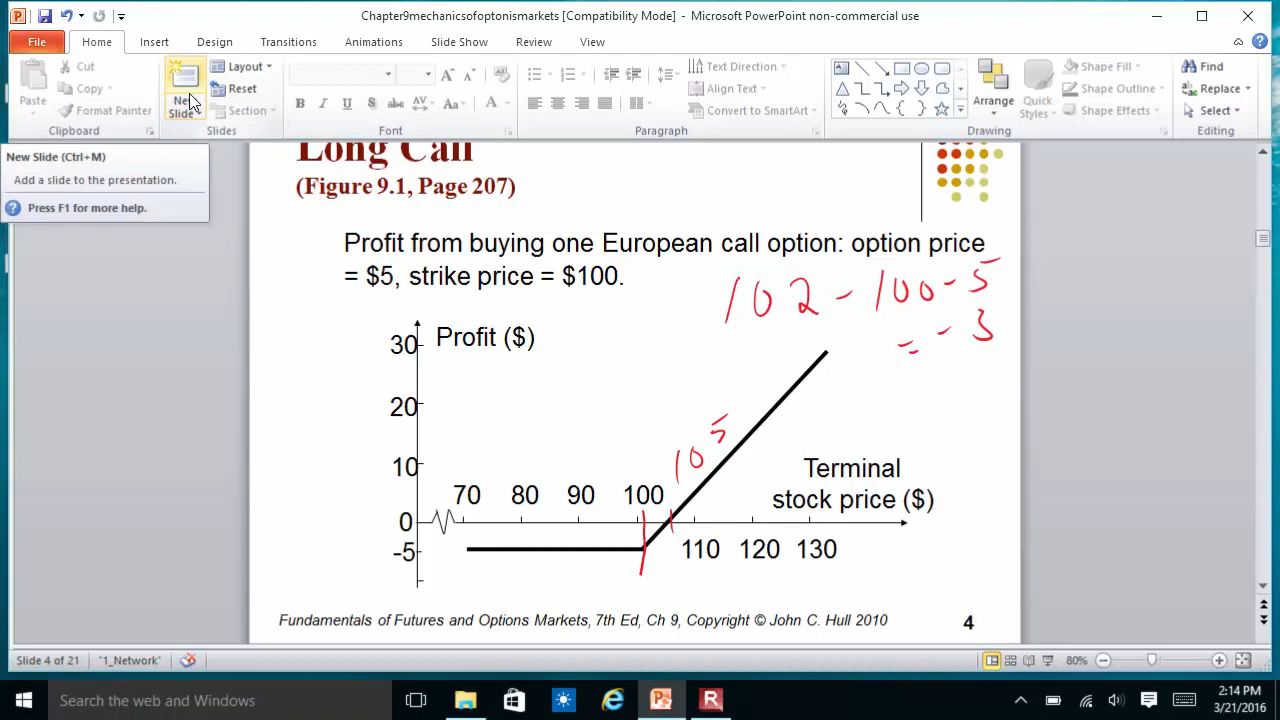 Chapter9mechanicsofoptonismarkets [Compatibility Mode] - Microsoft PowerPoint non-commercial use
File Home Insert Design Transitions Animations Slide Show Review View
Paste
Cut
Copy
Format Painter
Clipboard
New
Slide
Layout
Reset
Section
Slides
Font
Text Direction
Align Text
Convert to SmartArt
Paragraph
Arrange
Quick
Styles
Shape Fill
Shape Outline
Shape Effects
Drawing
Find
Replace
Select
Editing
New Slide (Ctrl+M)
Add a slide to the presentation.
Press F1 for more help.
Long Call
(Figure 9.1, Page 207)
Profit from buying one European call option: option price
= $5, strike price = $100.
102 - 100 - 5
= - 3
Profit ($)
30
20
10
0
-5
105
70 80 90 100
110 120 130
Terminal
stock price ($)
Fundamentals of Futures and Options Markets, 7th Ed, Ch 9, Copyright © John C. Hull 2010
4
Slide 4 of 21
"1_Network"
80%
Search the web and Windows
2:14 PM
3/21/2016